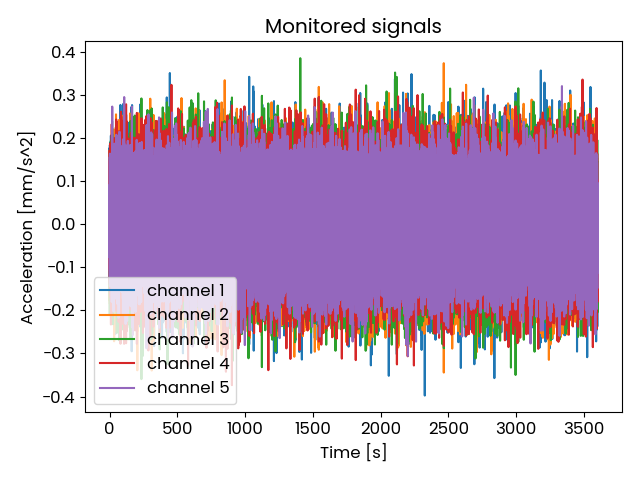 Monitored signals
Acceleration [mm/s^2]
0.4
0.3
0.2
0.1
0.0
−0.1
−0.2
−0.3
−0.4
channel 1
channel 2
channel 3
channel 4
channel 5
0 500 1000 1500 2000 2500 3000 3500
Time [s]